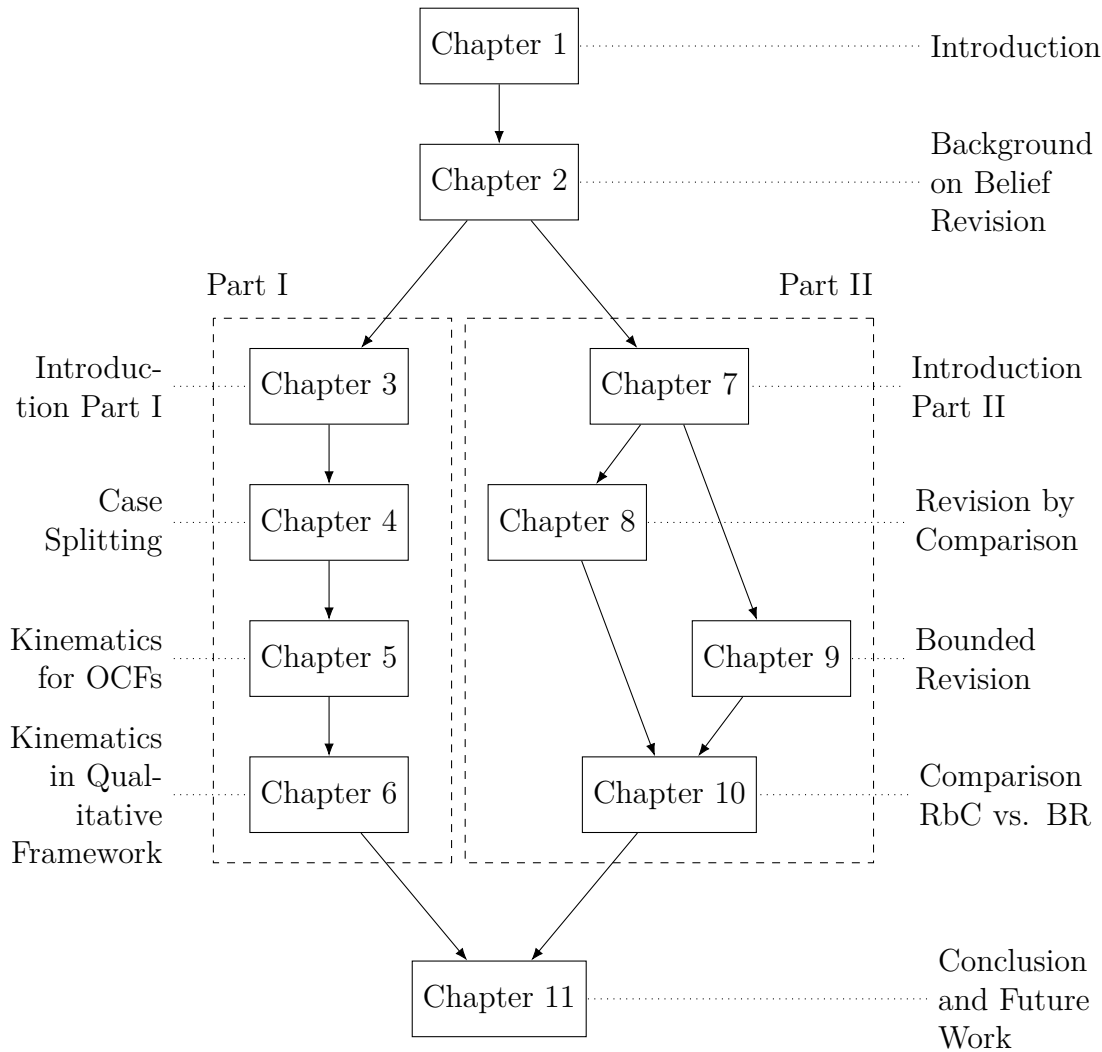 Chapter 1
Introduction
Chapter 2
Background
on Belief
Revision
Part I
Part II
Introduc-
tion Part I
Chapter 3
Chapter 7
Introduction
Part II
Case
Splitting
Chapter 4
Chapter 8
Revision by
Comparison
Kinematics
for OCFs
Chapter 5
Chapter 9
Bounded
Revision
Kinematics
in Qual-
itative
Framework
Chapter 6
Chapter 10
Comparison
RbC vs. BR
Chapter 11
Conclusion
and Future
Work